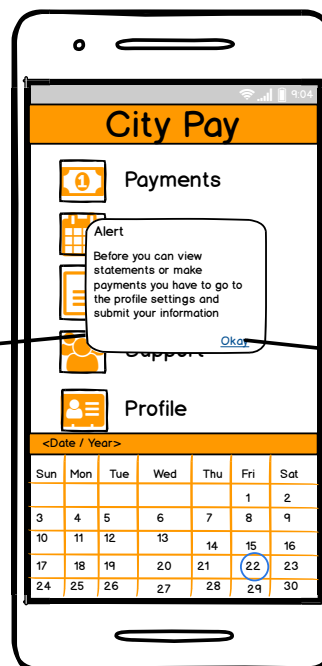 9:04
City Pay
1
Payments
Alert
Before you can view
statements or make
payments you have to go to
the profile settings and
submit your information
Okay
Support
Profile
<Date / Year>
Sun Mon Tue Wed Thu Fri Sat
1 2
3 4 5 6 7 8 9
10 11 12 13 14 15 16
17 18 19 20 21 22 23
24 25 26 27 28 29 30